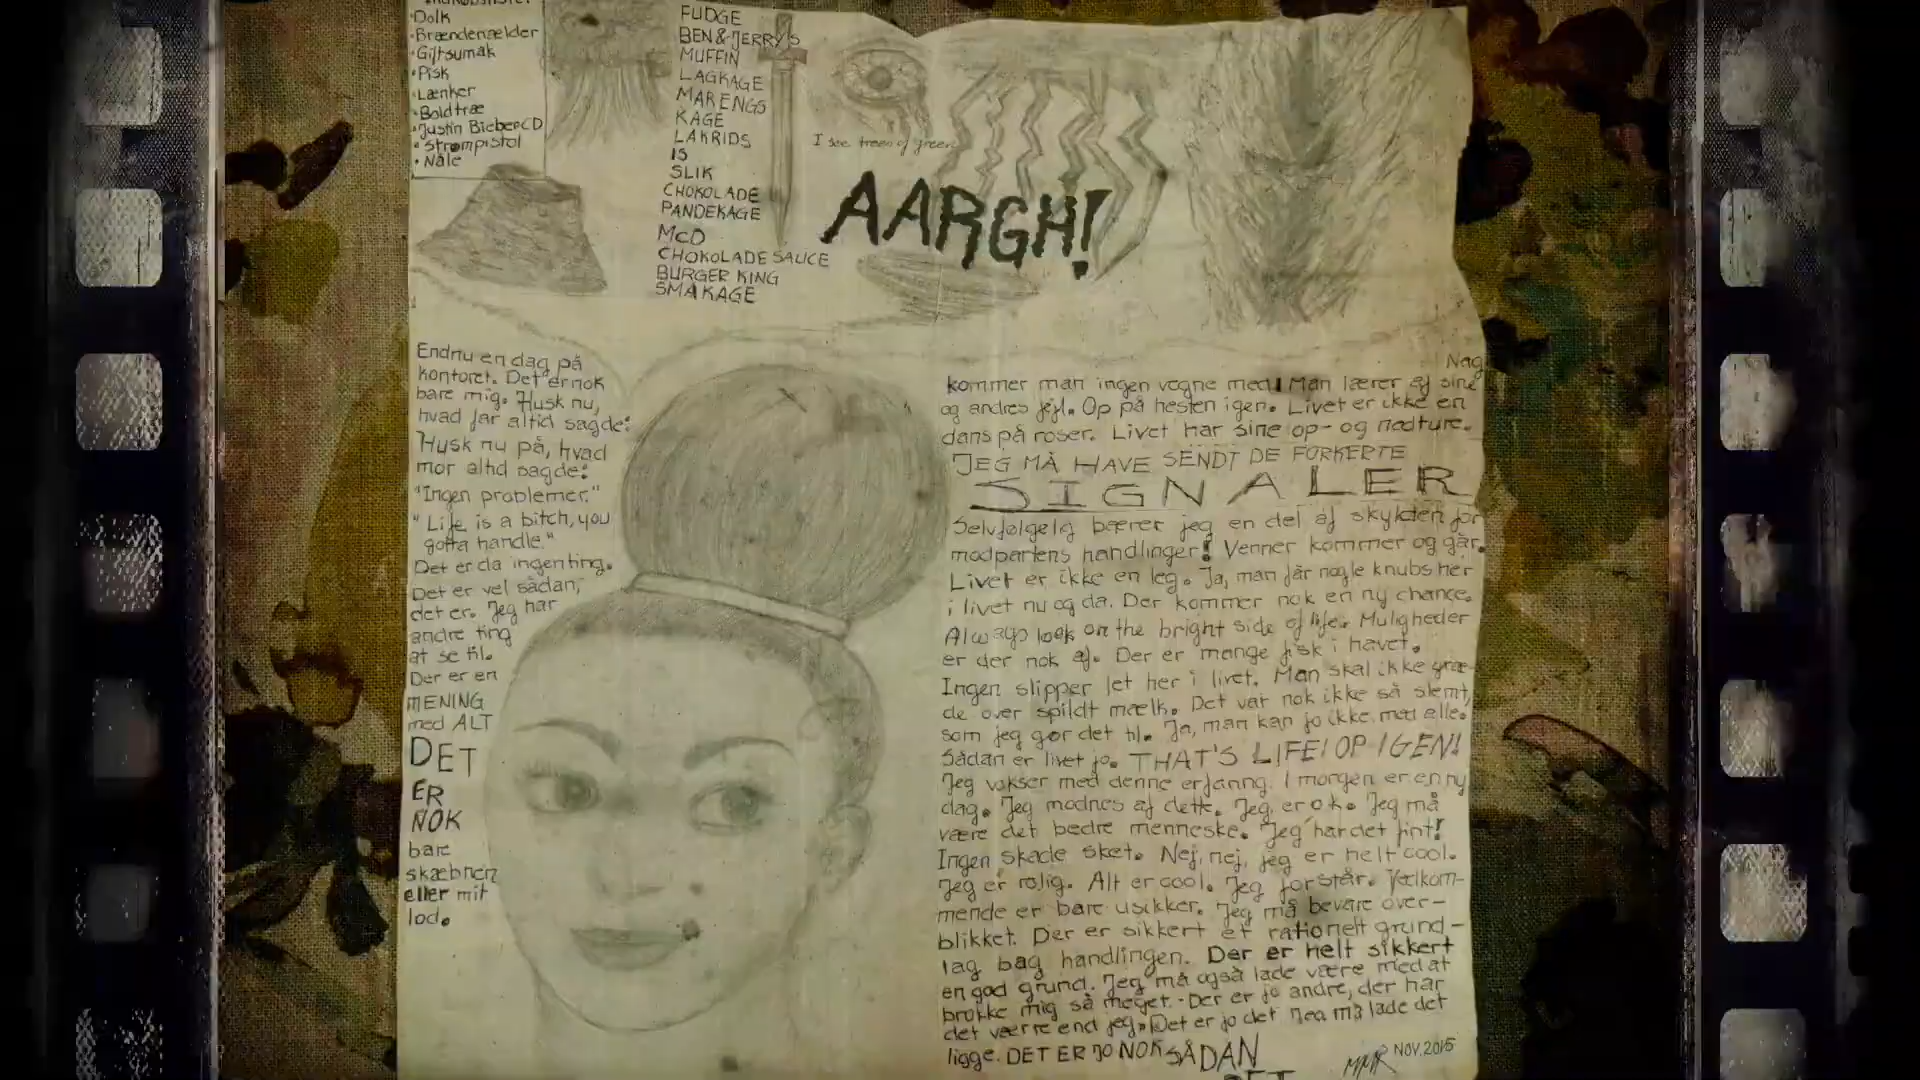 Dolk
Brændenælder
Giftsumak
Pisk
Lænker
Boldtræ
Justin Bieber CD
Strømpistol
Nåle
FUDGE
BEN & JERRY'S
MUFFIN
LAGKAGE
MARENGS
KAGE
LAKRIDS
IS
SLIK
CHOKOLADE
PANDEKAGE
McD
CHOKOLADE SAUCE
BURGER KING
SMÅKAGE
I see trees of green
AARGH!
Endnu en dag på
kontoret. Det er nok
bare mig. Husk nu,
hvad far altid sagde:
Husk nu på, hvad
mor altid sagde:
"Ingen problemer."
"Life is a bitch, you
gotta handle."
Det er da ingenting.
Det er vel sådan,
det er. Jeg har
andre ting
at se til.
Der er en
MENING
med ALT
DET
ER
NOK
bare
skæbnen
eller mit
lod.
Nag
kommer man ingen vegne med! Man lærer af sine
og andres fejl. Op på hesten igen. Livet er ikke en
dans på roser. Livet har sine op- og nedture.
JEG MÅ HAVE SENDT DE FORKERTE
SIGNALER
Selvfølgelig bærer jeg en del af skylden for
modpartens handlinger! Venner kommer og går.
Livet er ikke en leg. Ja, man får nogle knubs her
i livet nu og da. Der kommer nok en ny chance.
Always look on the bright side of life. Muligheder
er der nok af. Der er mange fisk i havet.
Ingen slipper let her i livet. Man skal ikke græ-
de over spildt mælk. Det var nok ikke så slemt,
som jeg gør det til. Ja, man kan jo ikke med alle.
Sådan er livet jo. THAT'S LIFE! OP IGEN!
Jeg vokser med denne erfaring. I morgen er en ny
dag. Jeg modnes af dette. Jeg er o.k. Jeg må
være det bedre menneske. Jeg har det fint!
Ingen skade sket. Nej, nej, jeg er helt cool.
Jeg er rolig. Alt er cool. Jeg forstår. Vedkom-
mende er bare usikker. Jeg må bevare over-
blikket. Der er sikkert et rationelt grund-
lag bag handlingen. Der er helt sikkert
en god grund. Jeg må også lade være med at
brokke mig så meget. Der er jo andre, der har
det værre end jeg. Det er jo det Jeg må lade det
ligge. DET ER JO NOK SÅDAN
DET
MMR NOV. 2015